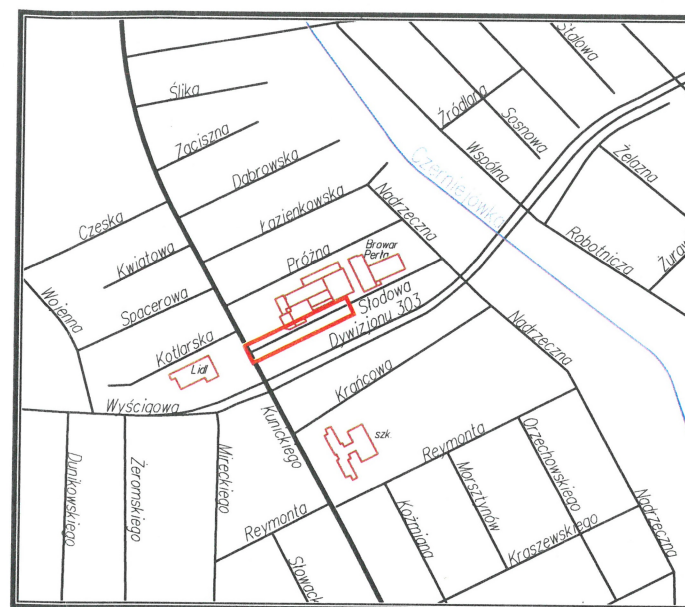 Stalowa
Ślika
Źródlana
Sosnowa
Zaciszna
Wspólna
Żelazna
Dąbrowska
Czerniejówka
Łazienkowska
Nadrzeczna
Czeska
Robotnicza
Żuraw
Kwiatowa
Próżna
Browar
Perła
Wojenna
Spacerowa
Słodowa
Dywizjonu 303
Kotlarska
Nadrzeczna
Lidl
Krańcowa
Wyścigowa
Kunickiego
szk.
Reymonta
Orzechowskiego
Mireckiego
Dunikowskiego
Żeromskiego
Morsztynów
Nadrzeczna
Koźmiana
Kraszewskiego
Reymonta
Słowack